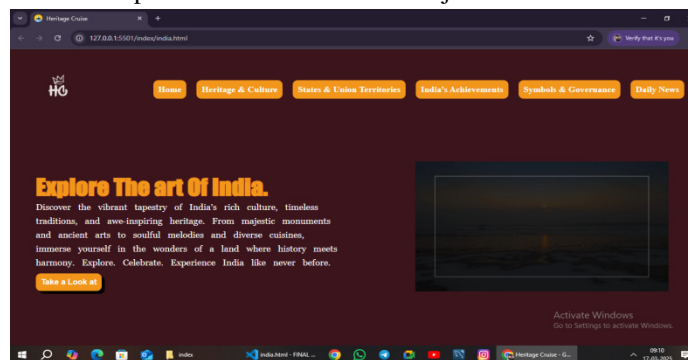 Heritage Cruise
127.0.0.1:5501/index/india.html
Verify that it's you
HC
Home
Heritage & Culture
States & Union Territories
India's Achievements
Symbols & Governance
Daily News
Explore The art Of India.
Discover the vibrant tapestry of India's rich culture, timeless
traditions, and awe-inspiring heritage. From majestic monuments
and ancient arts to soulful melodies and diverse cuisines,
immerse yourself in the wonders of a land where history meets
harmony. Explore. Celebrate. Experience India like never before.
Take a Look at
Activate Windows
Go to Settings to activate Windows.
index
india.html - FINAL ...
Heritage Cruise - G...
09:10
17-03-2025